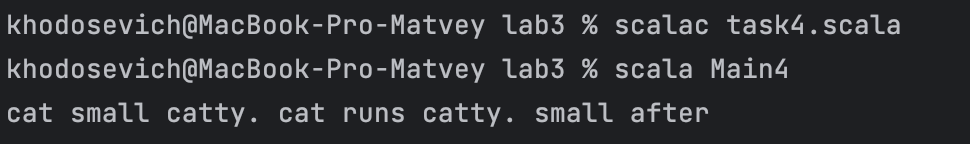 khodosevich@MacBook-Pro-Matvey lab3 % scalac task4.scala
khodosevich@MacBook-Pro-Matvey lab3 % scala Main4
cat small catty. cat runs catty. small after